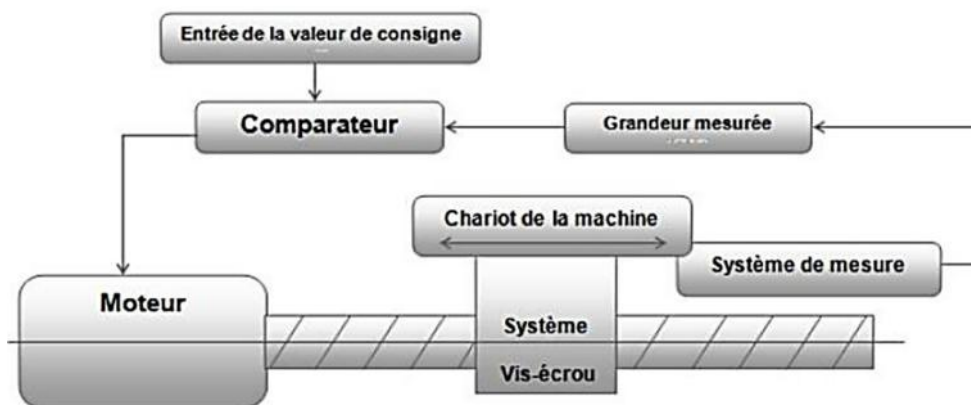 Entrée de la valeur de consigne
Comparateur
Grandeur mesurée
Chariot de la machine
Système de mesure
Moteur
Système
Vis-écrou